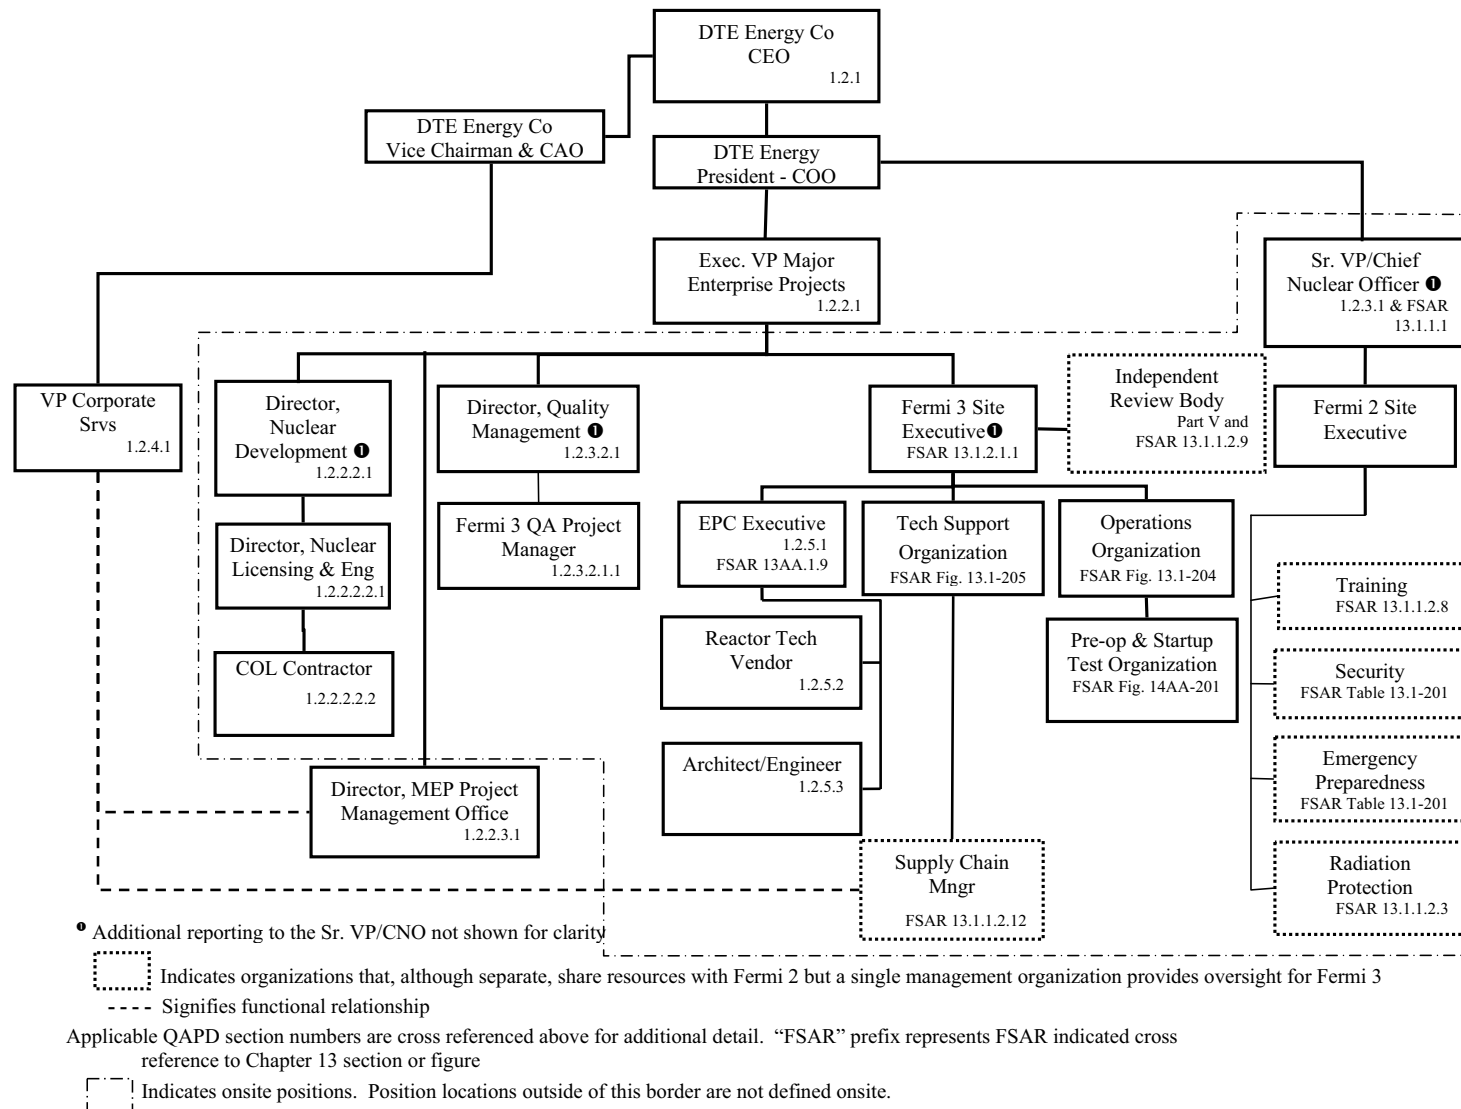 DTE Energy Co
CEO
1.2.1
DTE Energy Co
Vice Chairman & CAO
DTE Energy
President - COO
Exec. VP Major
Enterprise Projects
1.2.2.1
Sr. VP/Chief
Nuclear Officer ❶
1.2.3.1 & FSAR
13.1.1.1
VP Corporate
Srvs
1.2.4.1
Director,
Nuclear
Development ❶
1.2.2.2.1
Director, Quality
Management ❶
1.2.3.2.1
Fermi 3 Site
Executive❶
FSAR 13.1.2.1.1
Independent
Review Body
Part V and
FSAR 13.1.1.2.9
Fermi 2 Site
Executive
Director, Nuclear
Licensing & Eng
1.2.2.2.2.1
Fermi 3 QA Project
Manager
1.2.3.2.1.1
EPC Executive
1.2.5.1
FSAR 13AA.1.9
Tech Support
Organization
FSAR Fig. 13.1-205
Operations
Organization
FSAR Fig. 13.1-204
Training
FSAR 13.1.1.2.8
COL Contractor
1.2.2.2.2.2
Reactor Tech
Vendor
1.2.5.2
Pre-op & Startup
Test Organization
FSAR Fig. 14AA-201
Security
FSAR Table 13.1-201
Director, MEP Project
Management Office
1.2.2.3.1
Architect/Engineer
1.2.5.3
Emergency
Preparedness
FSAR Table 13.1-201
Supply Chain
Mngr
FSAR 13.1.1.2.12
Radiation
Protection
FSAR 13.1.1.2.3
❶ Additional reporting to the Sr. VP/CNO not shown for clarity
Indicates organizations that, although separate, share resources with Fermi 2 but a single management organization provides oversight for Fermi 3
Signifies functional relationship
Applicable QAPD section numbers are cross referenced above for additional detail. “FSAR” prefix represents FSAR indicated cross
reference to Chapter 13 section or figure
Indicates onsite positions. Position locations outside of this border are not defined onsite.